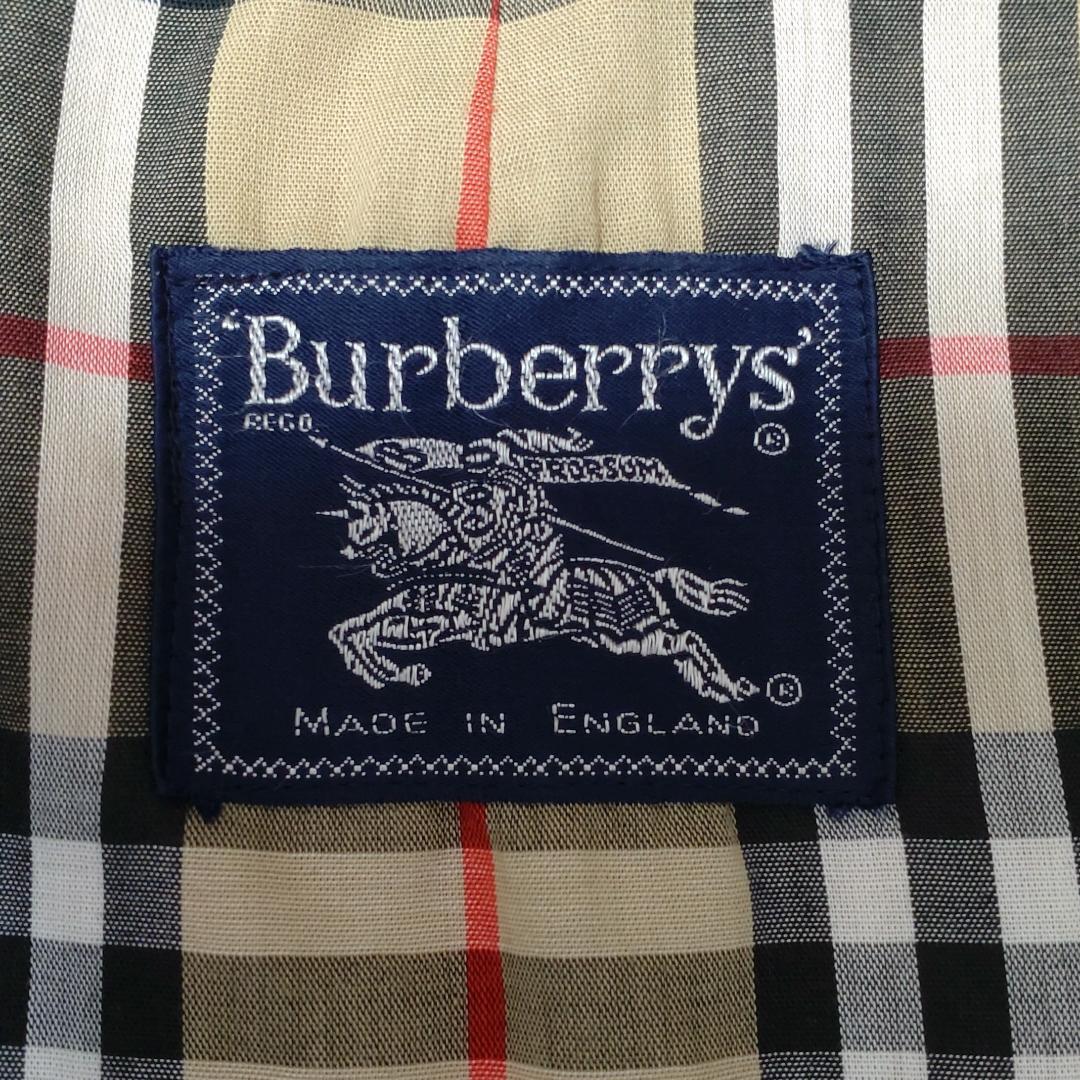 'Burberrys'
REGD.
®
PRORSUM
®
MADE IN ENGLAND